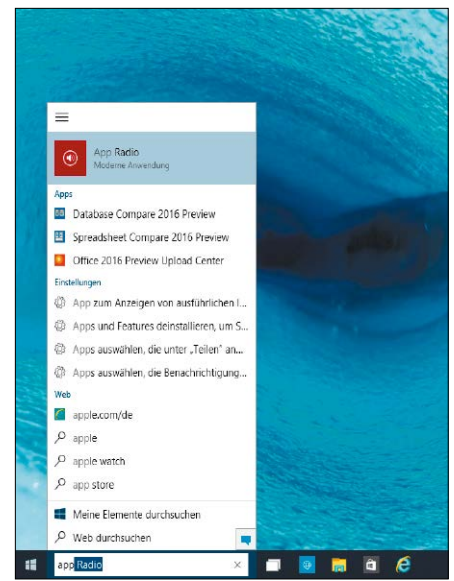 App Radio
Moderne Anwendung
Apps
Database Compare 2016 Preview
Spreadsheet Compare 2016 Preview
Office 2016 Preview Upload Center
Einstellungen
App zum Anzeigen von ausführlichen I...
Apps und Features deinstallieren, um S...
Apps auswählen, die unter „Teilen“ an...
Apps auswählen, die Benachrichtigung...
Web
apple.com/de
apple
apple watch
app store
Meine Elemente durchsuchen
Web durchsuchen
app Radio